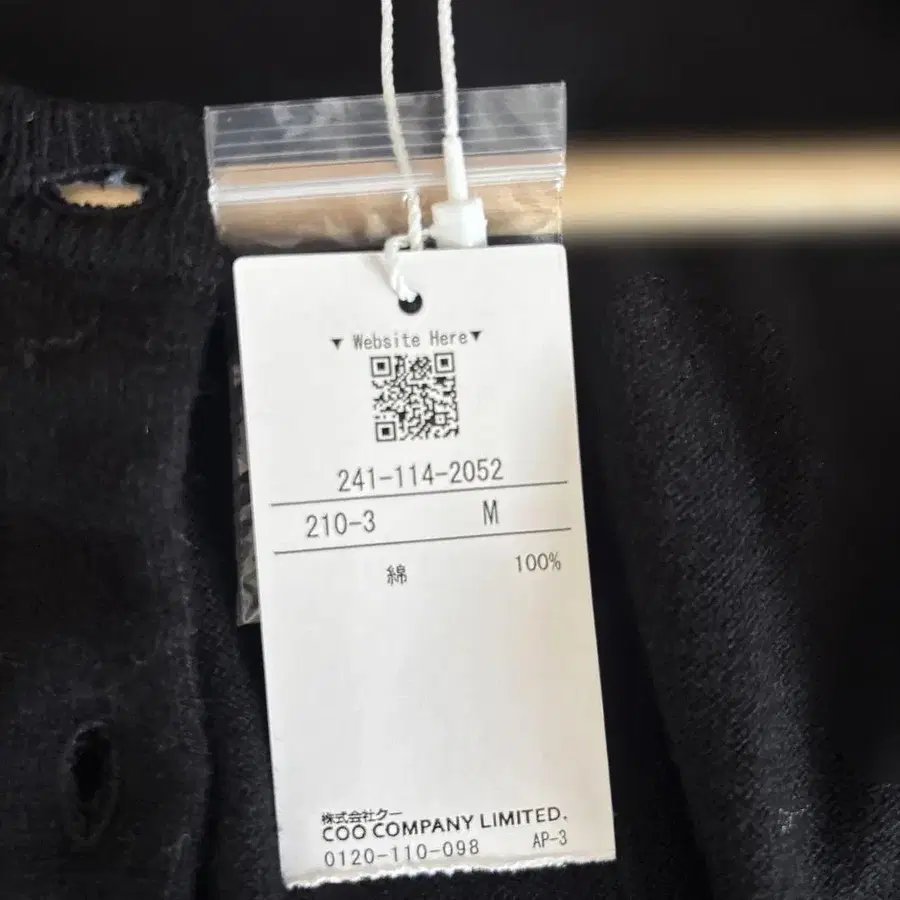 ▼ Website Here▼
241-114-2052
210-3 M
綿 100%
株式会社クー
COO COMPANY LIMITED.
0120-110-098 AP-3